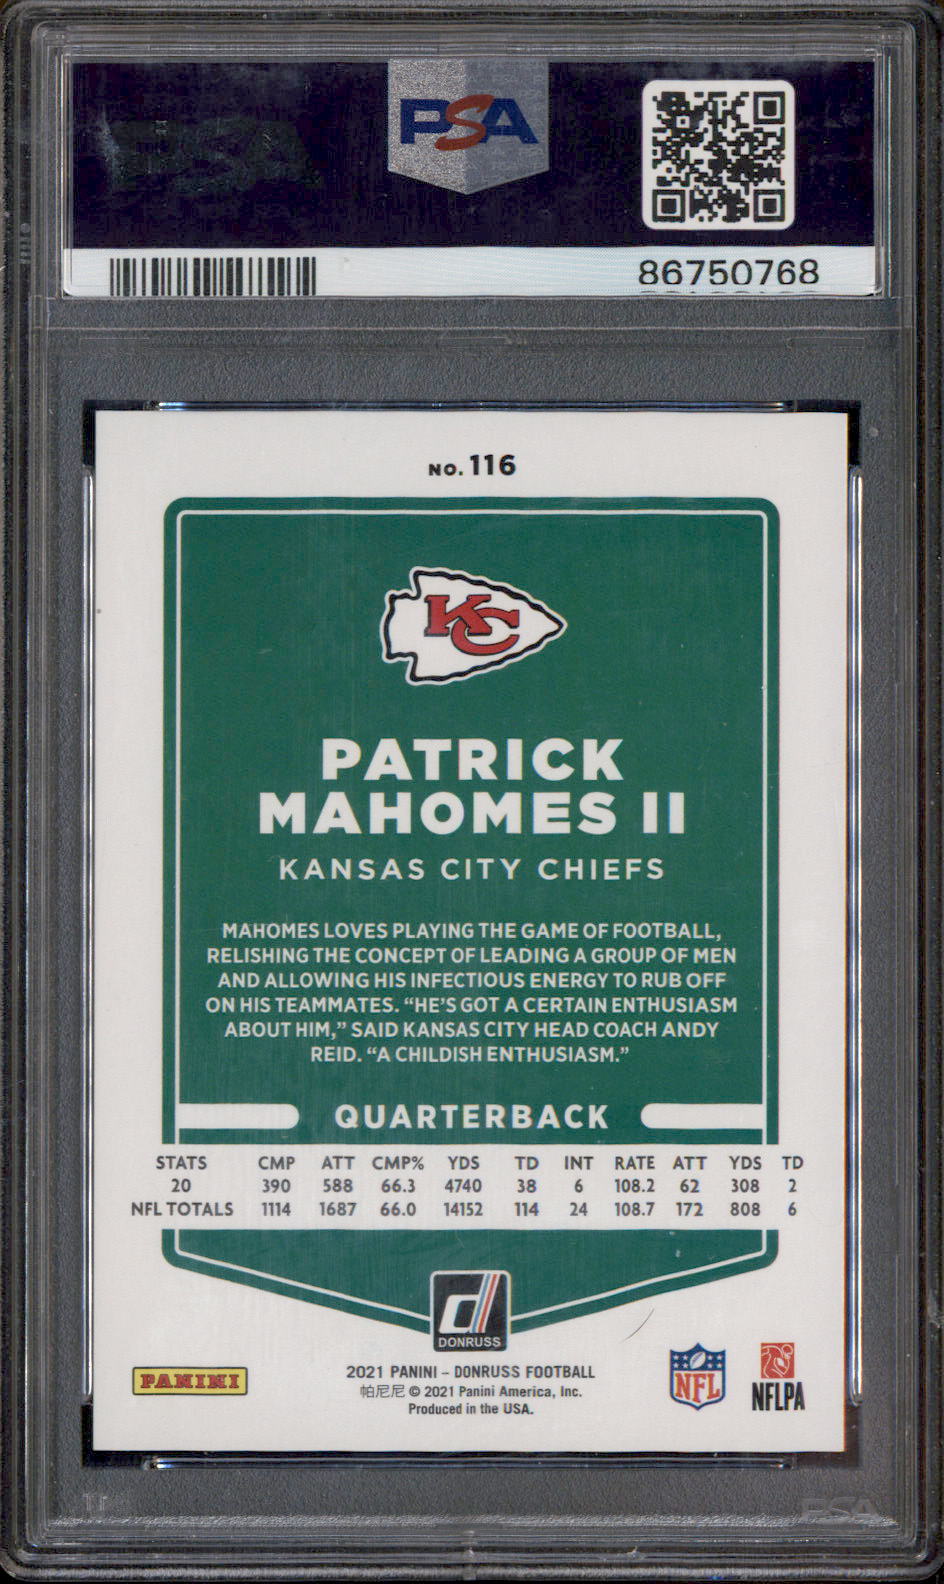 PSA
86750768
NO. 116
KC
PATRICK
MAHOMES II
KANSAS CITY CHIEFS
MAHOMES LOVES PLAYING THE GAME OF FOOTBALL,
RELISHING THE CONCEPT OF LEADING A GROUP OF MEN
AND ALLOWING HIS INFECTIOUS ENERGY TO RUB OFF
ON HIS TEAMMATES. “HE’S GOT A CERTAIN ENTHUSIASM
ABOUT HIM,” SAID KANSAS CITY HEAD COACH ANDY
REID. “A CHILDISH ENTHUSIASM.”
QUARTERBACK
STATS CMP ATT CMP% YDS TD INT RATE ATT YDS TD
20 390 588 66.3 4740 38 6 108.2 62 308 2
NFL TOTALS 1114 1687 66.0 14152 114 24 108.7 172 808 6
d
DONRUSS
PANINI
2021 PANINI - DONRUSS FOOTBALL
帕尼尼 © 2021 Panini America, Inc.
Produced in the USA.
NFL
NFLPA
PSA